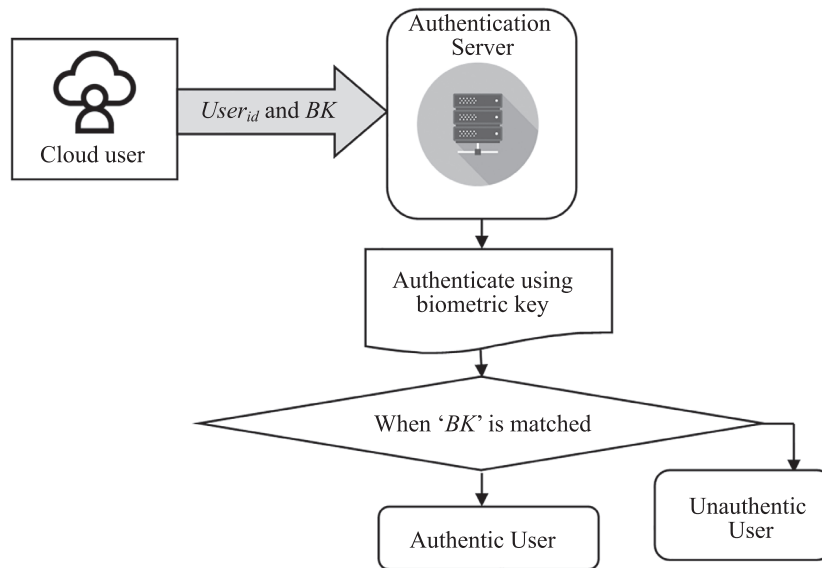 Authentication
Server
User_id and BK
Cloud user
Authenticate using
biometric key
When ‘BK’ is matched
Unauthentic
User
Authentic User